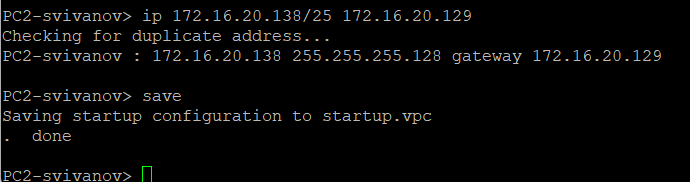 PC2-svivanov> ip 172.16.20.138/25 172.16.20.129
Checking for duplicate address...
PC2-svivanov : 172.16.20.138 255.255.255.128 gateway 172.16.20.129
PC2-svivanov> save
Saving startup configuration to startup.vpc
.  done
PC2-svivanov>